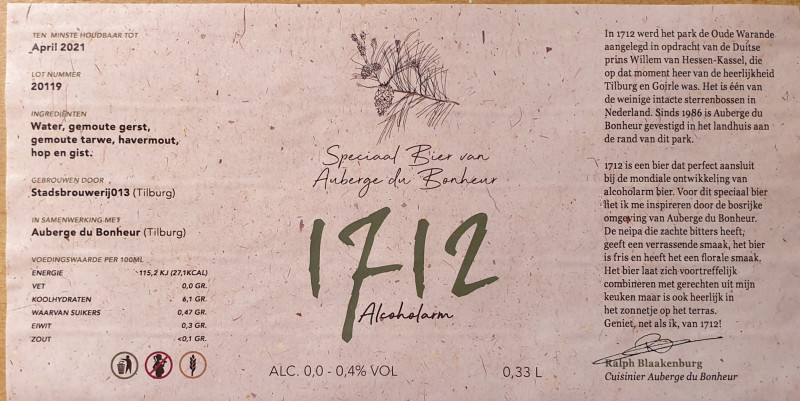 TEN MINSTE HOUDBAAR TOT
April 2021
LOT NUMMER
20119
INGREDIËNTEN
Water, gemoute gerst,
gemoute tarwe, havermout,
hop en gist.
GEBROUWEN DOOR
Stadsbrouwerij013 (Tilburg)
IN SAMENWERKING MET
Auberge du Bonheur (Tilburg)
VOEDINGSWAARDE PER 100ML
ENERGIE 115,2 KJ (27,1KCAL)
VET 0,0 GR.
KOOLHYDRATEN 6,1 GR.
WAARVAN SUIKERS 0,47 GR.
EIWIT 0,3 GR.
ZOUT <0,1 GR.
Speciaal Bier van
Auberge du Bonheur
1712
Alcoholarm
ALC. 0,0 - 0,4% VOL
0,33 L
In 1712 werd het park de Oude Warande
aangelegd in opdracht van de Duitse
prins Willem van Hessen-Kassel, die
op dat moment heer van de heerlijkheid
Tilburg en Goirle was. Het is één van
de weinige intacte sterrenbossen in
Nederland. Sinds 1986 is Auberge du
Bonheur gevestigd in het landhuis aan
de rand van dit park.
1712 is een bier dat perfect aansluit
bij de mondiale ontwikkeling van
alcoholarm bier. Voor dit speciaal bier
liet ik me inspireren door de bosrijke
omgeving van Auberge du Bonheur.
De neipa die zachte bitters heeft,
geeft een verrassende smaak, het bier
is fris en heeft het een florale smaak.
Het bier laat zich voortreffelijk
combineren met gerechten uit mijn
keuken maar is ook heerlijk in
het zonnetje op het terras.
Geniet, net als ik, van 1712!
Ralph Blaakenburg
Cuisinier Auberge du Bonheur